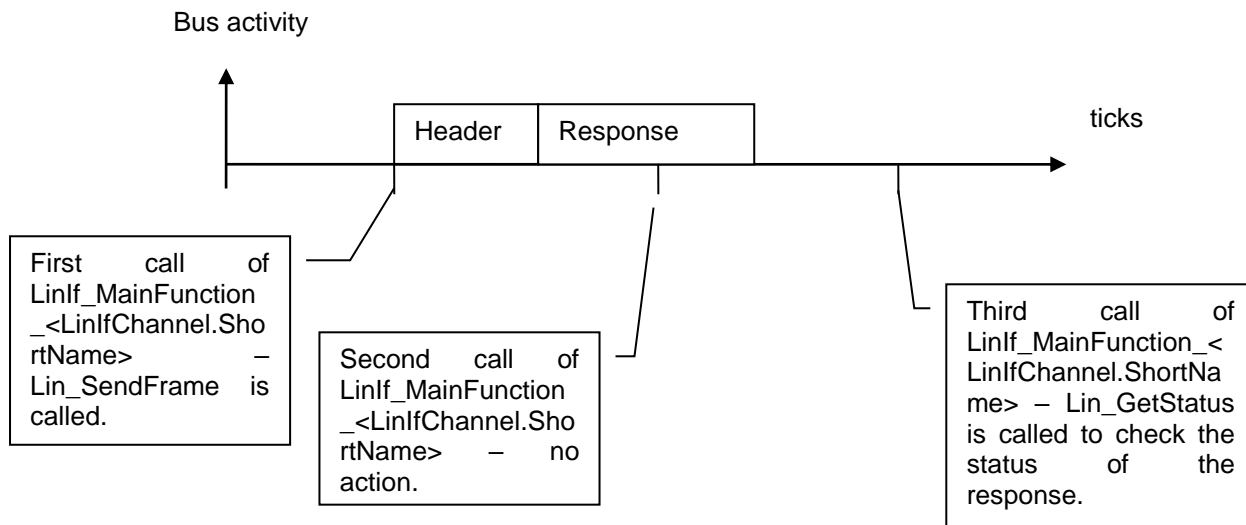 Bus activity
ticks
Header
Response
First call of
LinIf_MainFunction
_<LinIfChannel.Sho
rtName> –
Lin_SendFrame is
called.
Second call of
LinIf_MainFunction
_<LinIfChannel.Sho
rtName> – no
action.
Third call of
LinIf_MainFunction_<
LinIfChannel.ShortNa
me> – Lin_GetStatus
is called to check the
status of the
response.